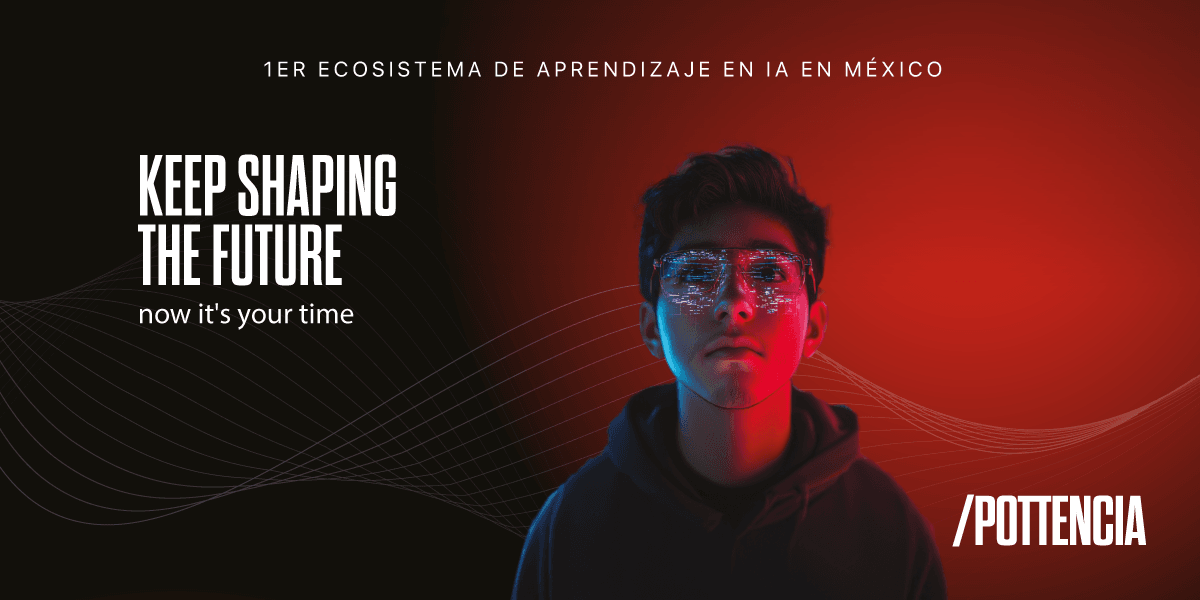 1ER ECOSISTEMA DE APRENDIZAJE EN IA EN MÉXICO
KEEP SHAPING
THE FUTURE
now it's your time
/POTTENCIA